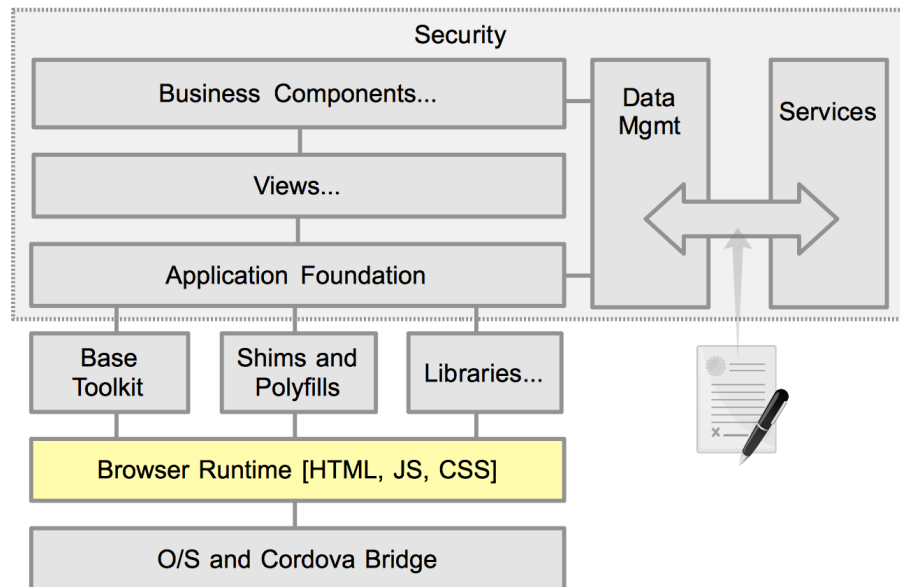 Security
Business Components...
Data
Mgmt
Services
Views...
Application Foundation
Base
Toolkit
Shims and
Polyfills
Libraries...
Browser Runtime [HTML, JS, CSS]
O/S and Cordova Bridge